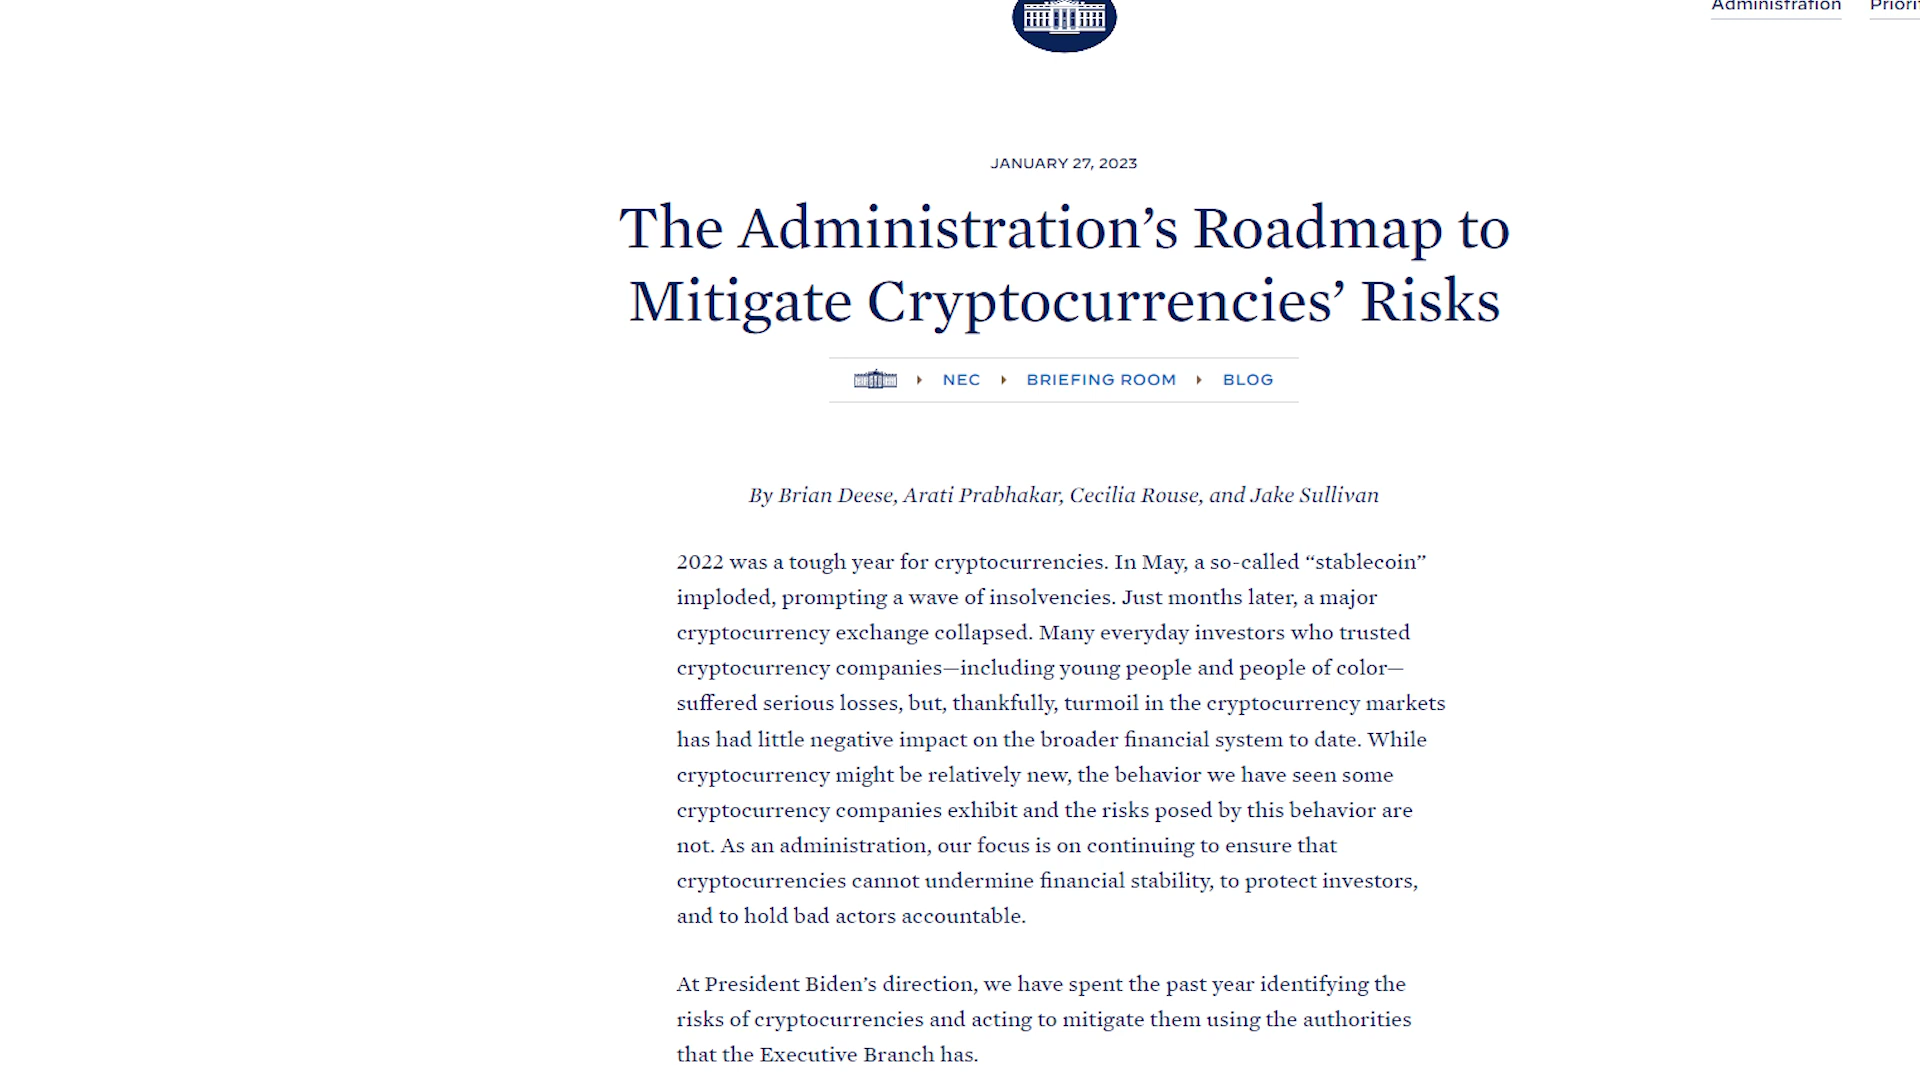 Administration
JANUARY 27, 2023
The Administration’s Roadmap to
Mitigate Cryptocurrencies’ Risks
NEC
BRIEFING ROOM
BLOG
By Brian Deese, Arati Prabhakar, Cecilia Rouse, and Jake Sullivan
2022 was a tough year for cryptocurrencies. In May, a so-called “stablecoin”
imploded, prompting a wave of insolvencies. Just months later, a major
cryptocurrency exchange collapsed. Many everyday investors who trusted
cryptocurrency companies—including young people and people of color—
suffered serious losses, but, thankfully, turmoil in the cryptocurrency markets
has had little negative impact on the broader financial system to date. While
cryptocurrency might be relatively new, the behavior we have seen some
cryptocurrency companies exhibit and the risks posed by this behavior are
not. As an administration, our focus is on continuing to ensure that
cryptocurrencies cannot undermine financial stability, to protect investors,
and to hold bad actors accountable.
At President Biden’s direction, we have spent the past year identifying the
risks of cryptocurrencies and acting to mitigate them using the authorities
that the Executive Branch has.